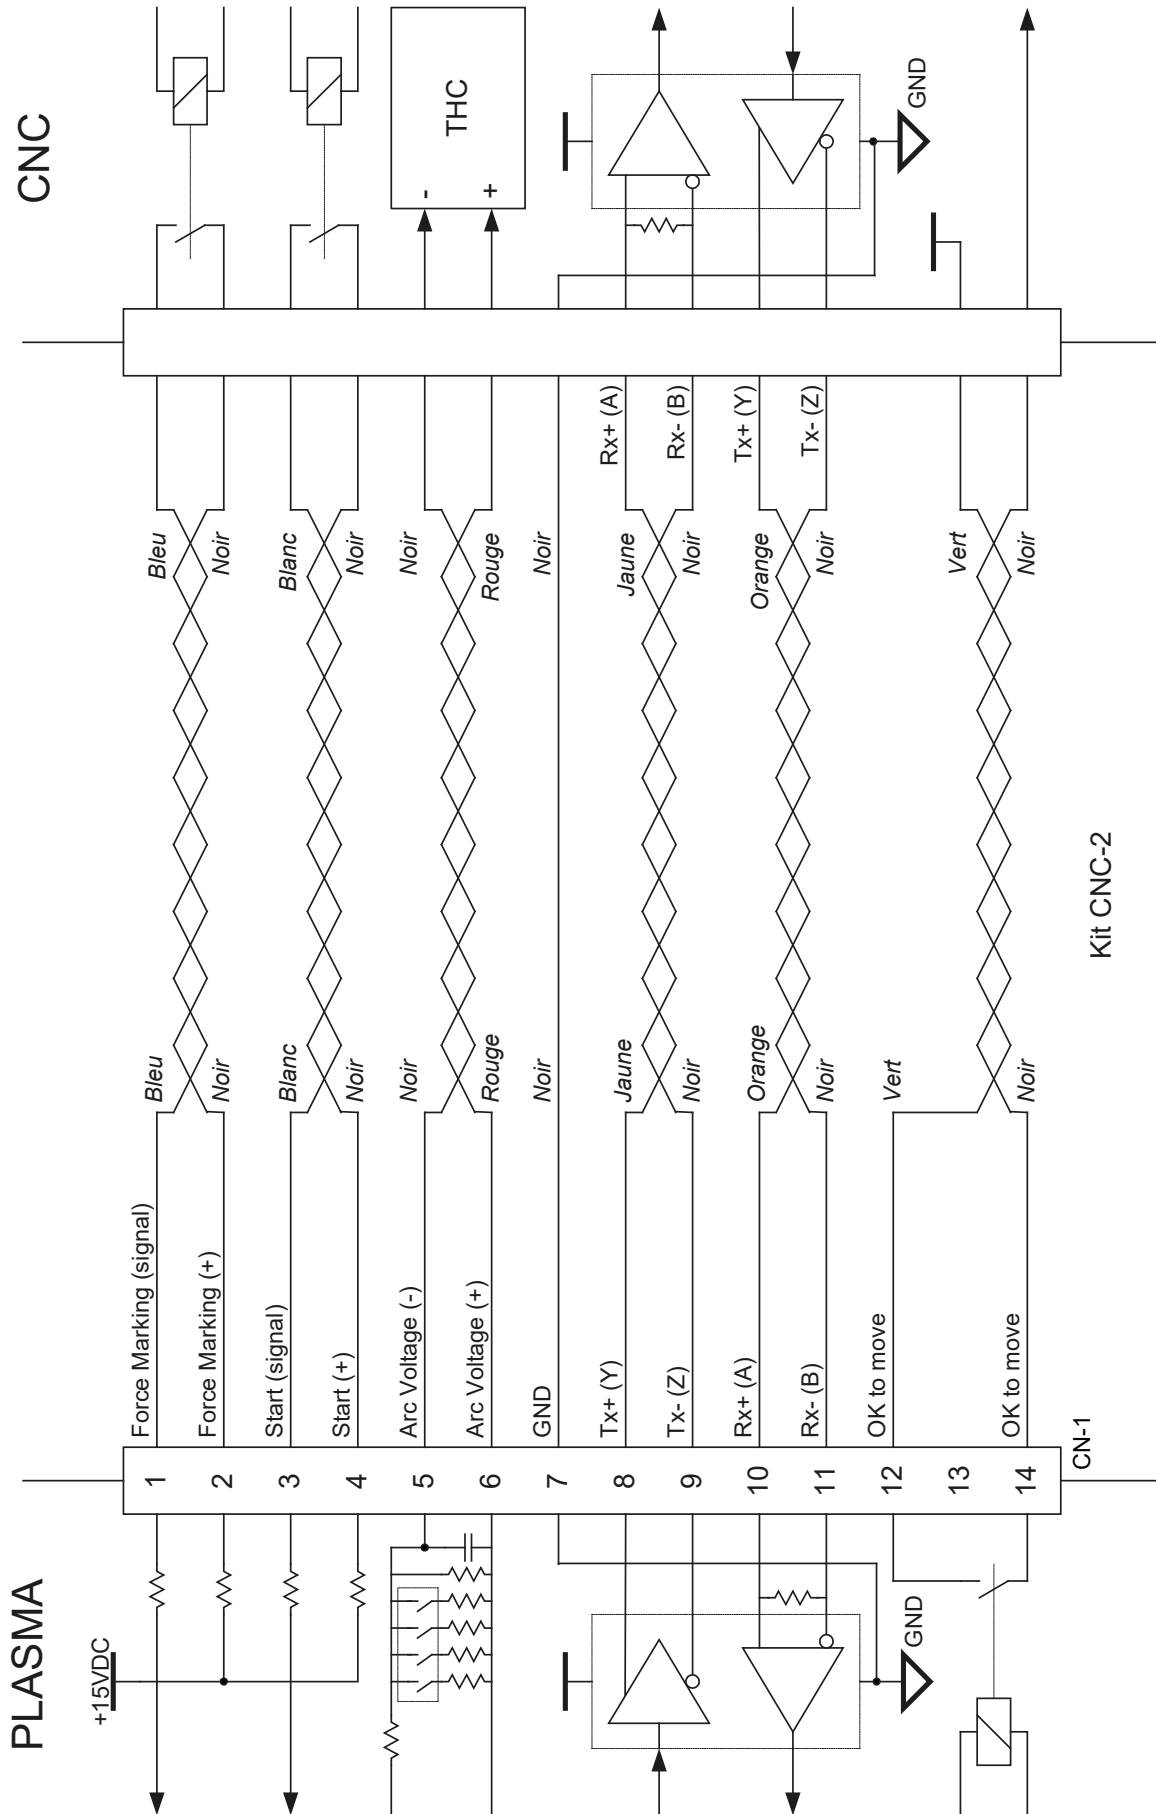 PLASMA
CNC
+15VDC
1
Force Marking (signal)
Bleu
Bleu
2
Force Marking (+)
Noir
Noir
3
Start (signal)
Blanc
Blanc
4
Start (+)
Noir
Noir
5
Arc Voltage (-)
Noir
Noir
-
6
Arc Voltage (+)
Rouge
Rouge
+
THC
7
GND
Noir
Noir
8
Tx+ (Y)
Jaune
Jaune
Rx+ (A)
9
Tx- (Z)
Noir
Noir
Rx- (B)
10
Rx+ (A)
Orange
Orange
Tx+ (Y)
11
Rx- (B)
Noir
Noir
Tx- (Z)
12
OK to move
Vert
Vert
GND
GND
13
14
OK to move
Noir
Noir
CN-1
Kit CNC-2